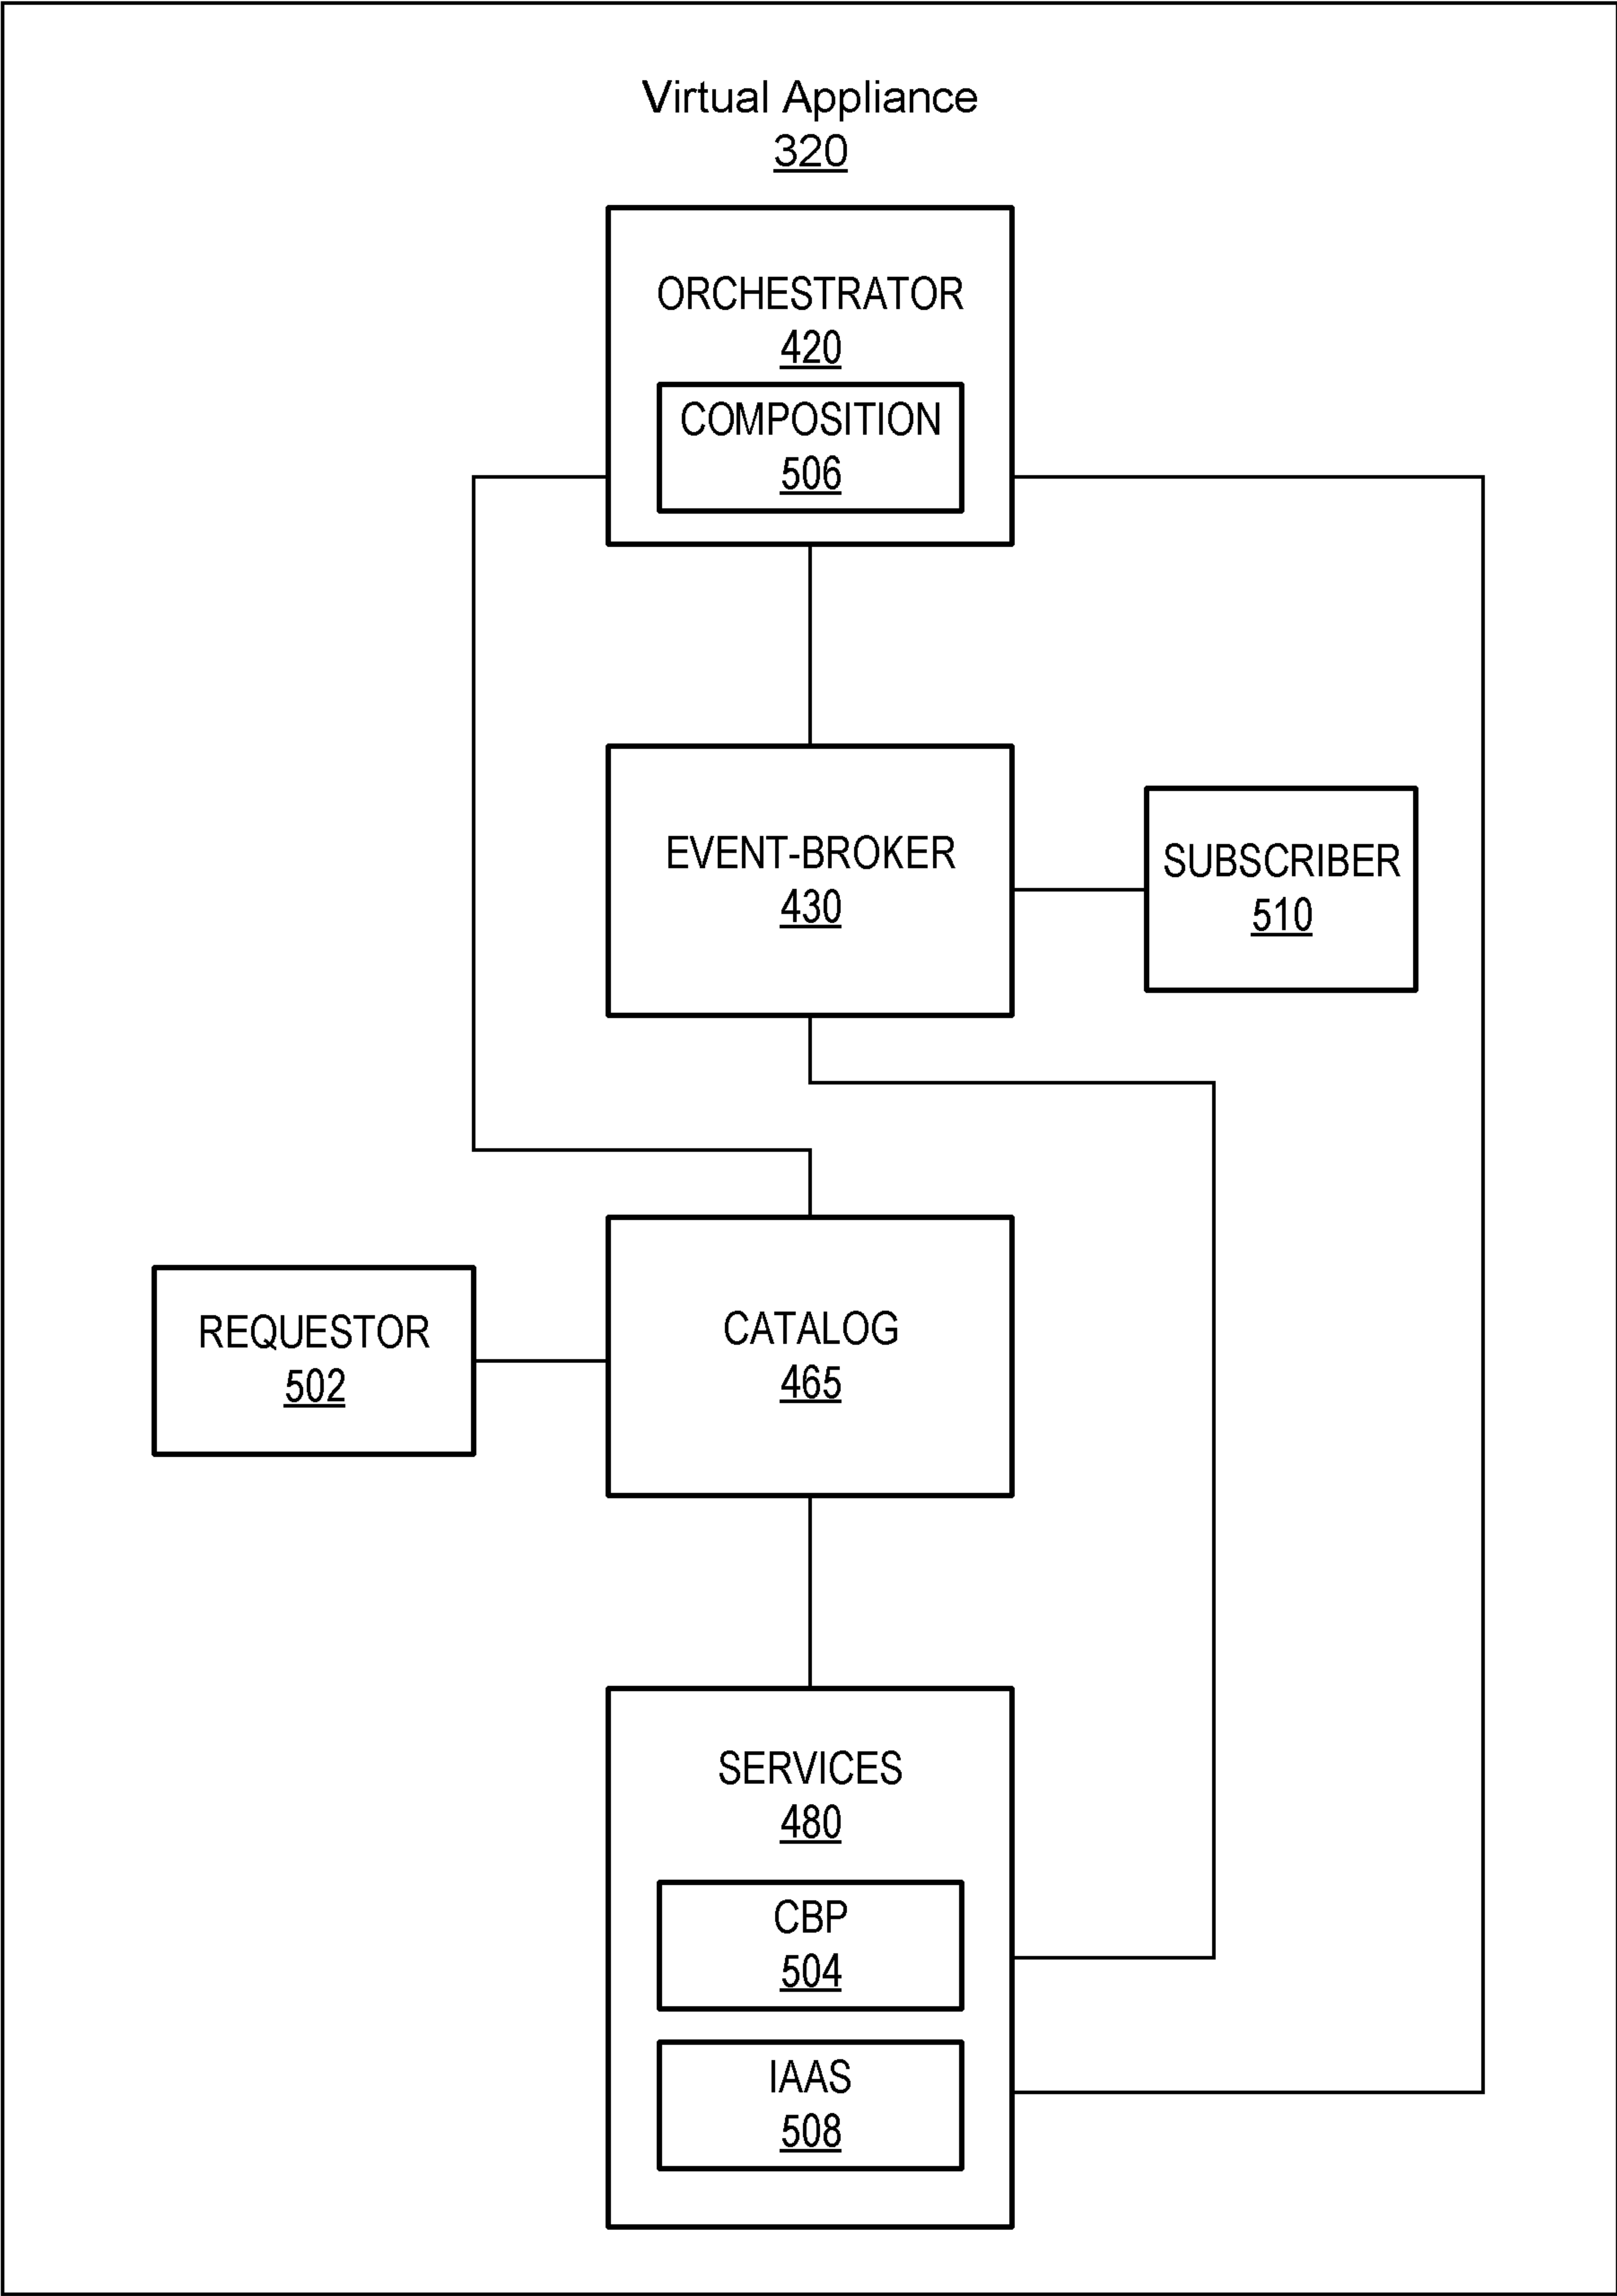 Virtual Appliance
320
ORCHESTRATOR
420
COMPOSITION
506
EVENT-BROKER
430
SUBSCRIBER
510
REQUESTOR
502
CATALOG
465
SERVICES
480
CBP
504
IAAS
508